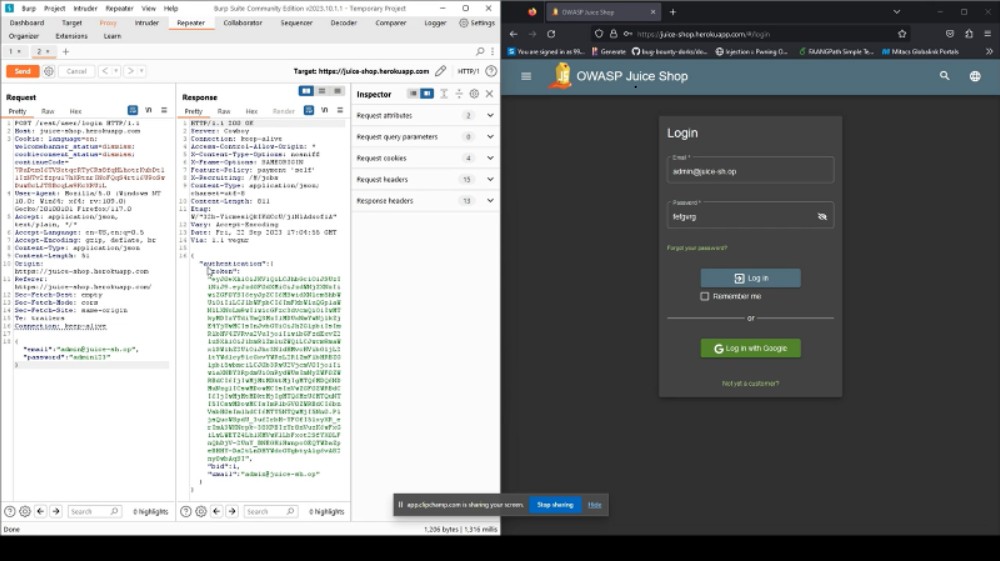 Burp Project Intruder Repeater View Help
Burp Suite Community Edition v2023.10.1.1 - Temporary Project
Dashboard Target Proxy Intruder Repeater Collaborator Sequencer Decoder Comparer Logger Settings
Organizer Extensions Learn
1 × 2 ×
Send Cancel
Target: https://juice-shop.herokuapp.com HTTP/1
Request
Pretty Raw Hex
1 POST /rest/user/login HTTP/1.1
2 Host: juice-shop.herokuapp.com
3 Cookie: language=en;
welcomebanner_status=dismiss;
cookieconsent_status=dismiss;
continueCode=
4 User-Agent: Mozilla/5.0 (Windows NT
10.0; Win64; x64; rv:109.0)
Gecko/20100101 Firefox/117.0
5 Accept: application/json,
text/plain, */*
6 Accept-Language: en-US,en;q=0.5
7 Accept-Encoding: gzip, deflate, br
8 Content-Type: application/json
9 Content-Length: 51
10 Origin:
https://juice-shop.herokuapp.com
11 Referer:
https://juice-shop.herokuapp.com/
12 Sec-Fetch-Dest: empty
13 Sec-Fetch-Mode: cors
14 Sec-Fetch-Site: same-origin
15 Te: trailers
16 Connection: keep-alive
17
18 {
"email":"admin@juice-sh.op",
"password":"admin123"
}
Search 0 highlights
Response
Pretty Raw Hex Render
1 HTTP/1.1 200 OK
2 Server: Cowboy
3 Connection: keep-alive
4 Access-Control-Allow-Origin: *
5 X-Content-Type-Options: nosniff
6 X-Frame-Options: SAMEORIGIN
7 Feature-Policy: payment 'self'
8 X-Recruiting: /#/jobs
9 Content-Type: application/json;
charset=utf-8
10 Content-Length: 811
11 Etag:
12 Vary: Accept-Encoding
13 Date: Fri, 22 Sep 2023 17:04:55 GMT
14 Via: 1.1 vegur
15
16
{
"authentication":{
"token":
"bid":1,
"umail":"admin@juice-sh.op"
}
}
Search 0 highlights
Inspector
Request attributes 2
Request query parameters 0
Request cookies 4
Request headers 15
Response headers 13
Done
1,206 bytes | 1,316 millis
OWASP Juice Shop ×
https://juice-shop.herokuapp.com/#/login
You are signed in as 99... Generate bug-bounty-dorks/do... Injection :: Pwning O... FAANGPath Simple Te... Mitacs Globalink Portals
OWASP Juice Shop
Login
Email *
admin@juice-sh.op
Password *
fefgvrg
Forgot your password?
Log in
Remember me
or
Log in with Google
Not yet a customer?
app.clipchamp.com is sharing your screen. Stop sharing Hide